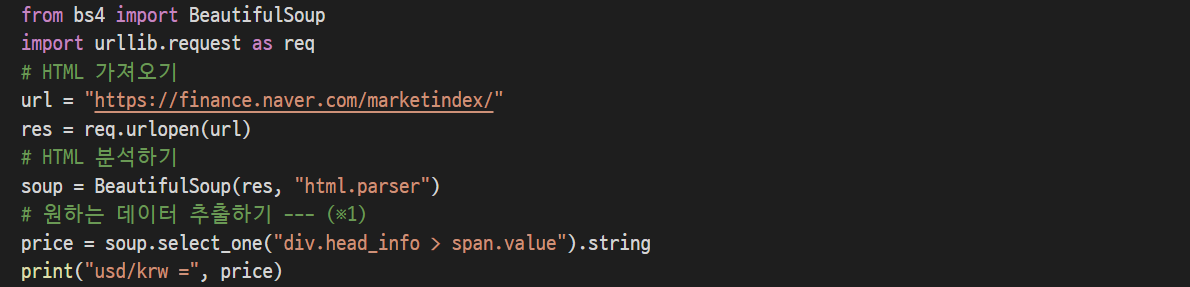 from bs4 import BeautifulSoup
import urllib.request as req
# HTML 가져오기
url = "https://finance.naver.com/marketindex/"
res = req.urlopen(url)
# HTML 분석하기
soup = BeautifulSoup(res, "html.parser")
# 원하는 데이터 추출하기 --- (※1)
price = soup.select_one("div.head_info > span.value").string
print("usd/krw =", price)